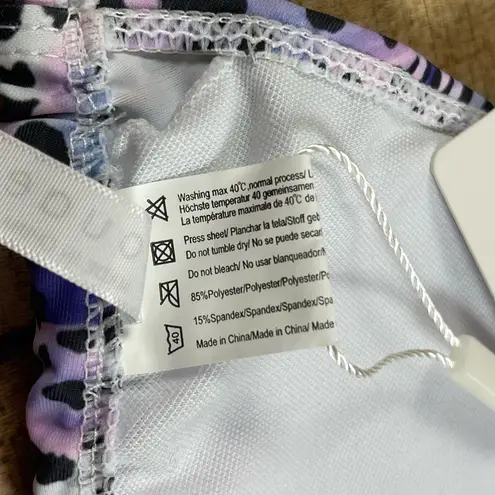 Washing max 40°C,normal process/ L
Höchste temperatur 40 gemeinsamen
La température maximale de 40°C de
Press sheel/ Planchar la tela/Stoff get
Do not tumble dry/ No se puede secar
Do not bleach/ No usar blanqueador/
85%Polyester/Polyester/Polyester/Po
15%Spandex/Spandex/Spandex/Spa
40
Made in China/Made in China/ Made